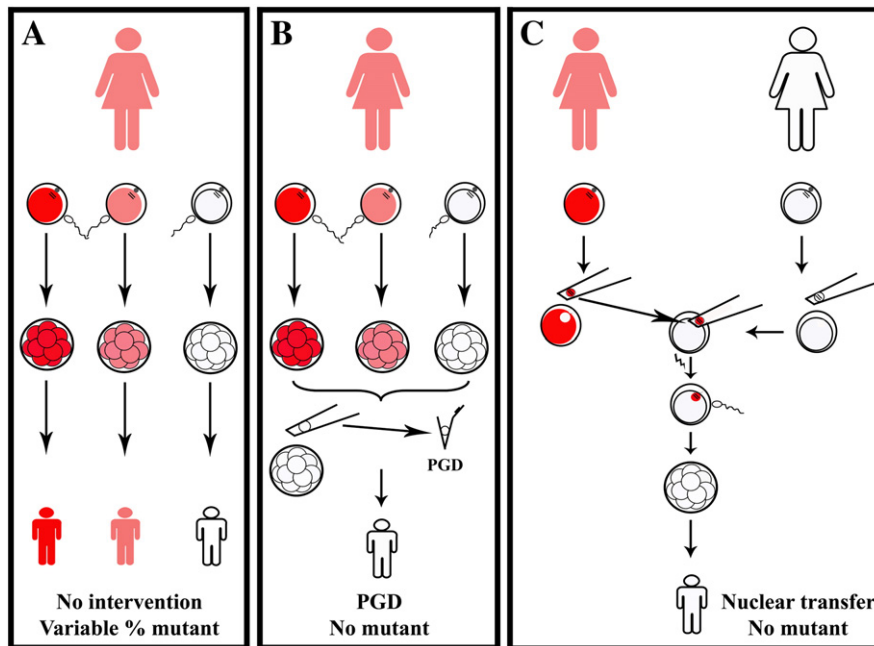 A
B
C
PGD
No intervention
Variable % mutant
PGD
No mutant
Nuclear transfer
No mutant